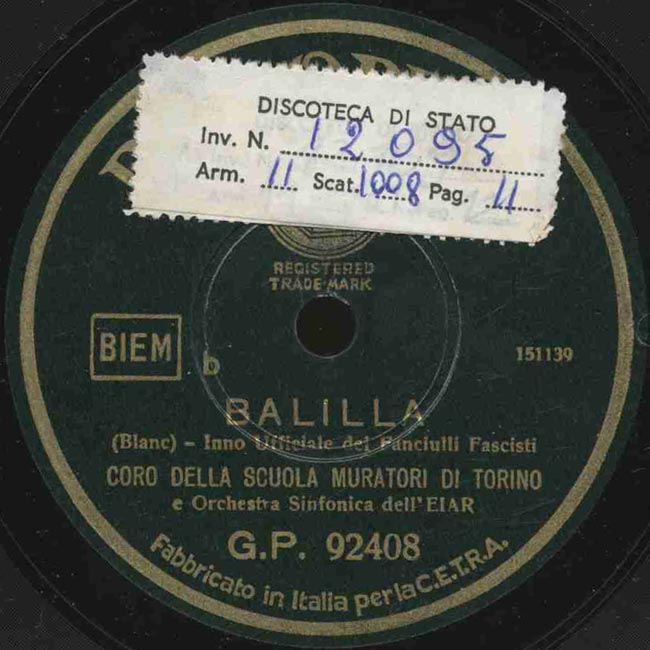 DISCOTECA DI STATO
Inv. N. 12095
Arm. 11 Scat. 1008 Pag. 11
REGISTERED
TRADE MARK
BIEM
b
151139
BALILLA
(Blanc) - Inno Ufficiale dei Fanciulli Fascisti
CORO DELLA SCUOLA MURATORI DI TORINO
e Orchestra Sinfonica dell'EIAR
G.P. 92408
Fabbricato in Italia per la C.E.T.R.A.